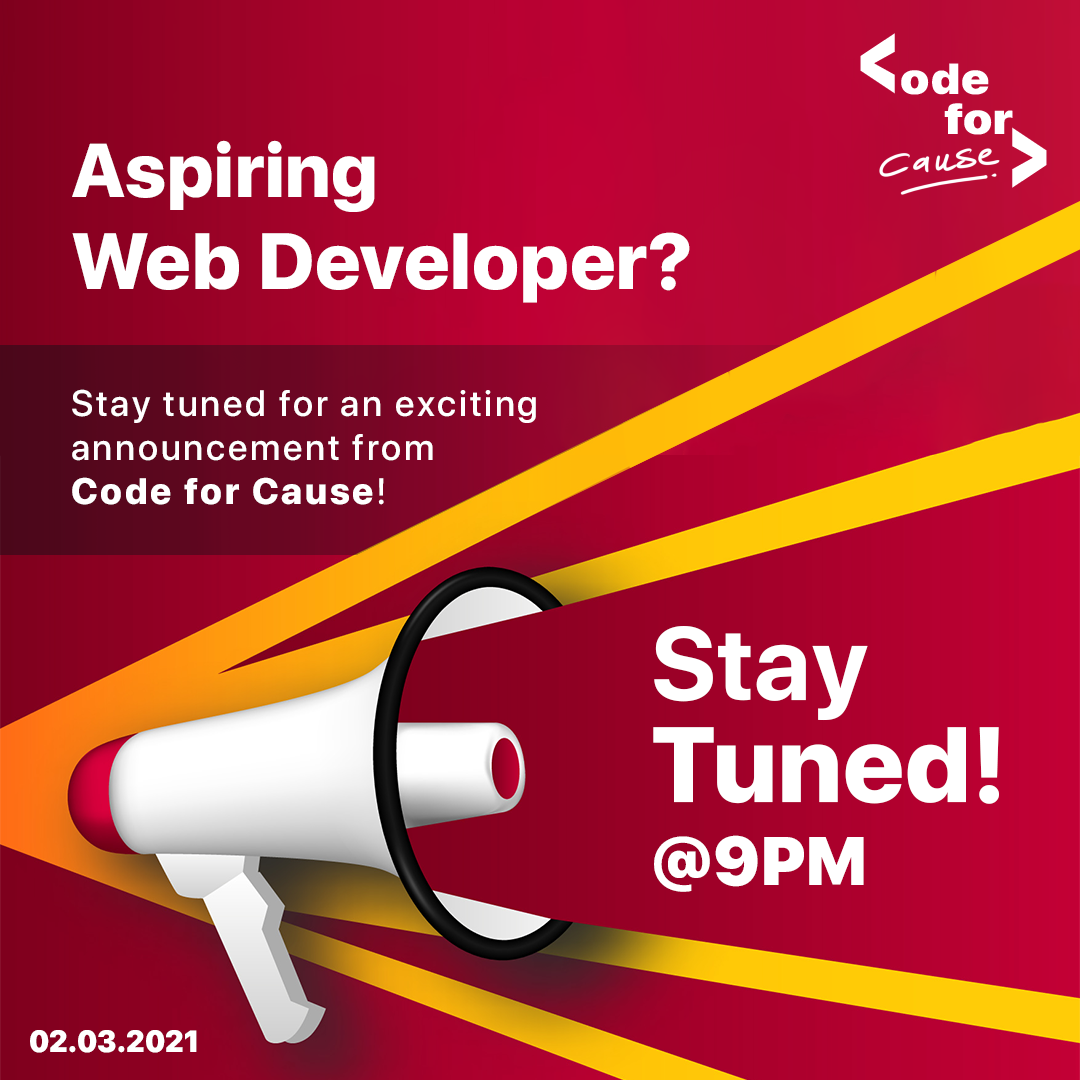 <ode
for
cause>
Aspiring
Web Developer?
Stay tuned for an exciting
announcement from
Code for Cause!
Stay
Tuned!
@9PM
02.03.2021